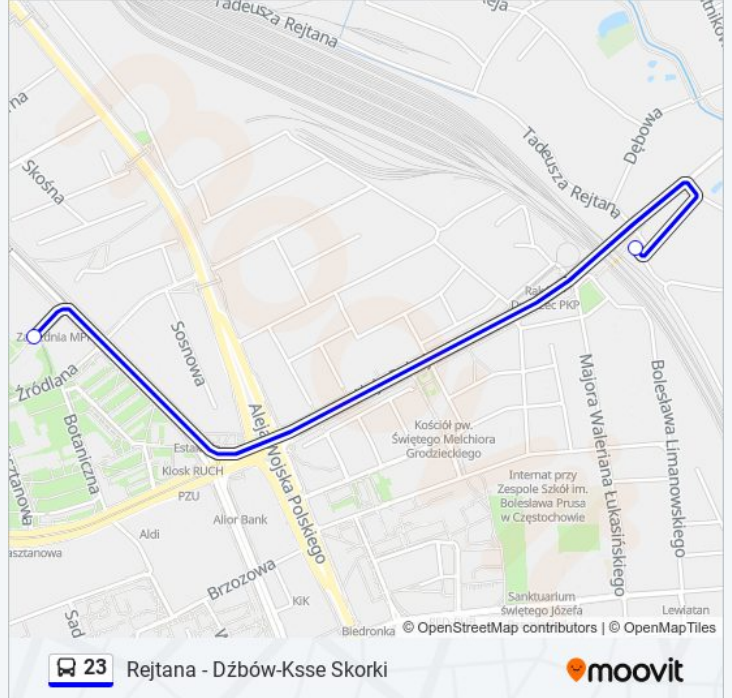 Tadeusza Rejtana
Skośna
Dębowa
Tadeusza Rejtana
Sosnowa
Źródlana
Botaniczna
Aleja Wojska Polskiego
Kościół pw.
Świętego Melchiora
Grodzieckiego
Majora Waleriana Łukasińskiego
Bolesława Limanowskiego
Kiosk RUCH
PZU
Alior Bank
Aldi
Internat przy
Zespole Szkół im.
Bolesława Prusa
w Częstochowie
Brzozowa
KiK
Sanktuarium
świętego Józefa
Lewiatan
Biedronka
© OpenStreetMap contributors | © OpenMapTiles
23 Rejtana - Dźbów-Ksse Skorki
moovit